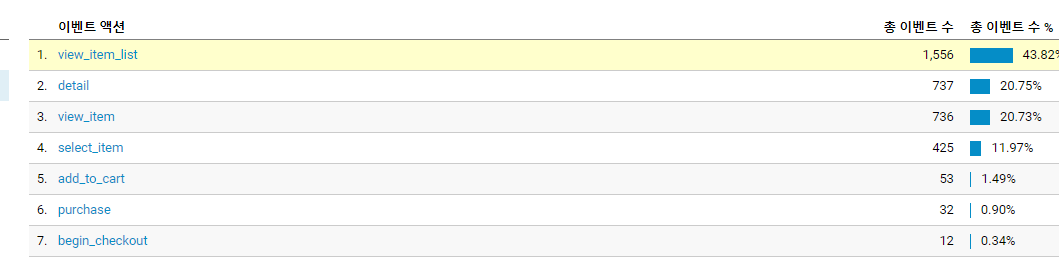 이벤트 액션 총 이벤트 수 총 이벤트 수 %
1. view_item_list 1,556 43.82%
2. detail 737 20.75%
3. view_item 736 20.73%
4. select_item 425 11.97%
5. add_to_cart 53 1.49%
6. purchase 32 0.90%
7. begin_checkout 12 0.34%